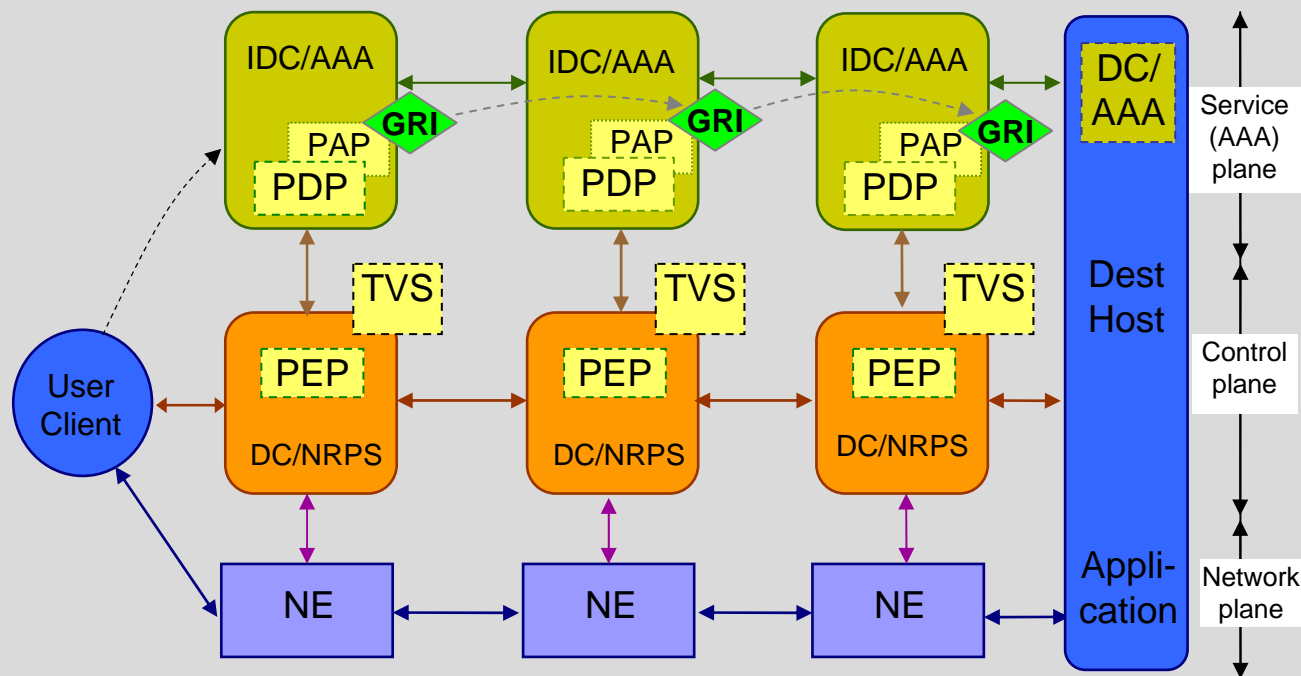 IDC/AAA
IDC/AAA
IDC/AAA
DC/
AAA
GRI
GRI
GRI
PAP
PAP
PAP
PDP
PDP
PDP
Service
(AAA)
plane
TVS
TVS
TVS
Dest
Host
PEP
PEP
PEP
Control
plane
User
Client
DC/NRPS
DC/NRPS
DC/NRPS
NE
NE
NE
Appli-
cation
Network
plane